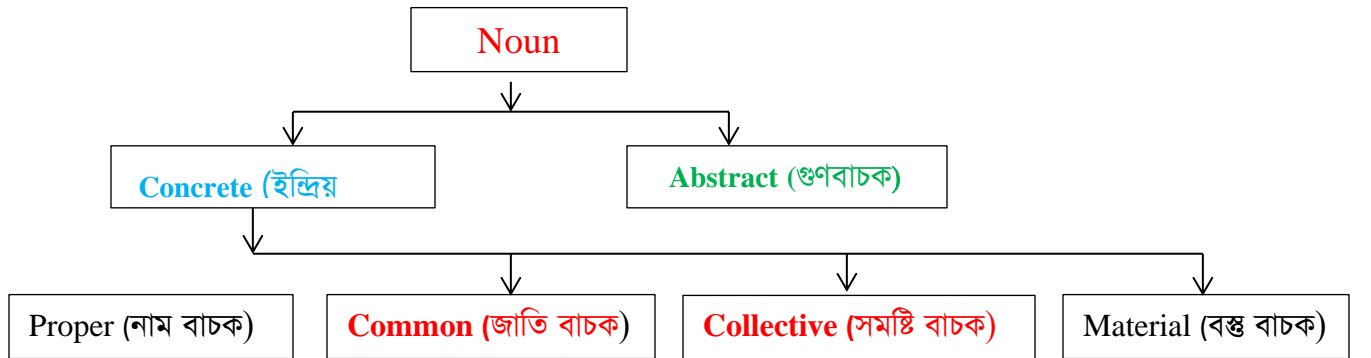 Noun
Concrete (ইন্দ্রিয়
Abstract (গুণবাচক)
Proper (নাম বাচক)
Common (জাতি বাচক)
Collective (সমষ্টি বাচক)
Material (বস্তু বাচক)